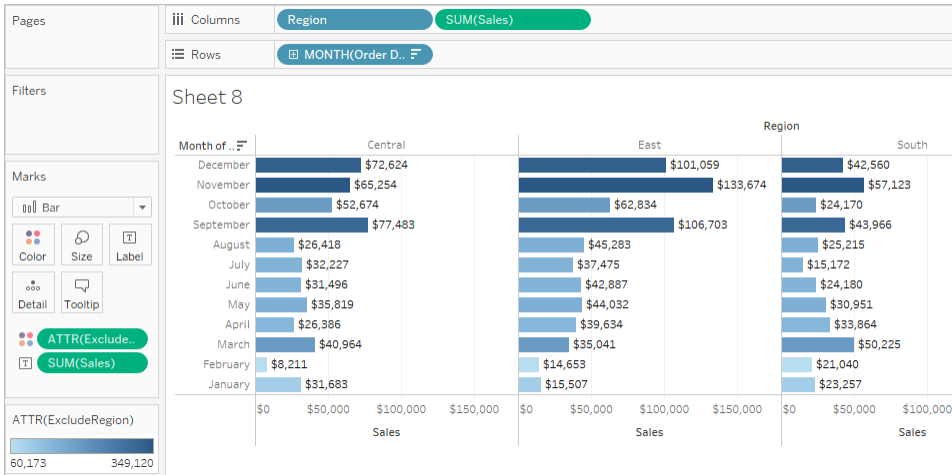 Pages
Columns Region SUM(Sales)
Rows MONTH(Order D..
Filters
Marks
Bar
Color Size Label
Detail Tooltip
ATTR(Exclude..
SUM(Sales)
ATTR(ExcludeRegion)
60,173 349,120
Sheet 8
Region
Month of .. Central East South
December $72,624 $101,059 $42,560
November $65,254 $133,674 $57,123
October $52,674 $62,834 $24,170
September $77,483 $106,703 $43,966
August $26,418 $45,283 $25,215
July $32,227 $37,475 $15,172
June $31,496 $42,887 $24,180
May $35,819 $44,032 $30,951
April $26,386 $39,634 $33,864
March $40,964 $35,041 $50,225
February $8,211 $14,653 $21,040
January $31,683 $15,507 $23,257
$0 $50,000 $100,000 $150,000 $0 $50,000 $100,000 $150,000 $0 $50,000 $100,000
Sales Sales Sales